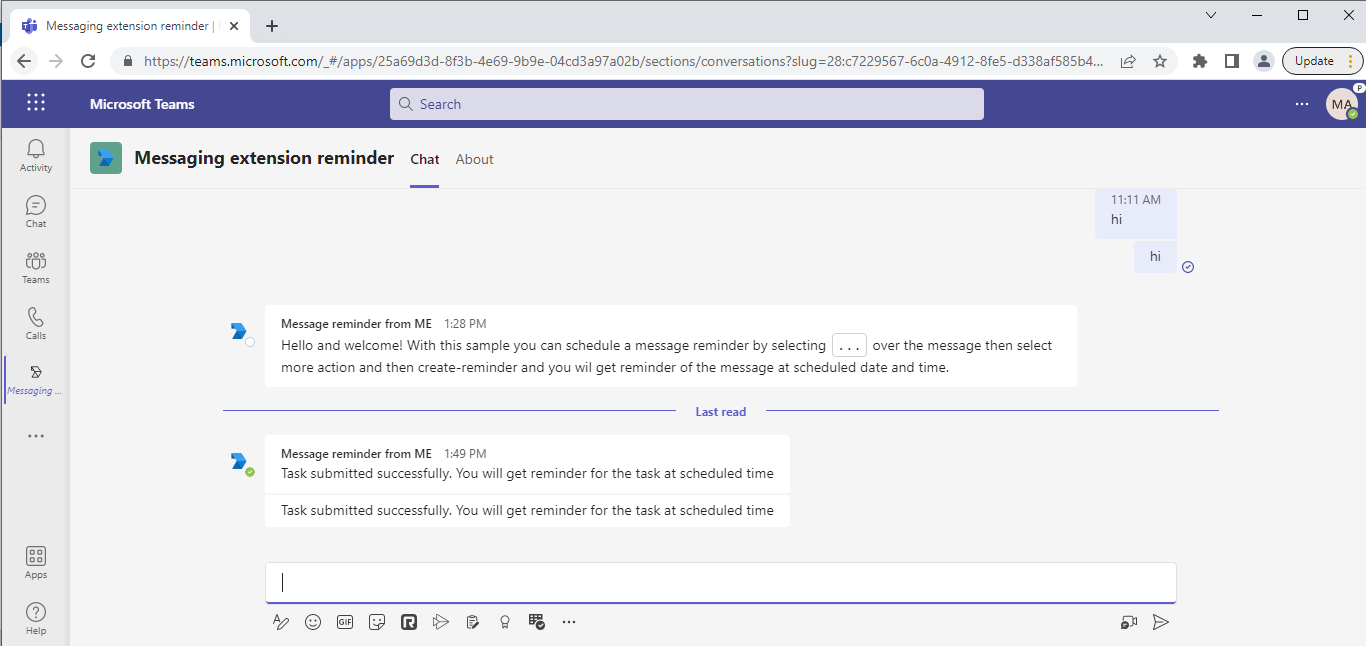 Messaging extension reminder |
https://teams.microsoft.com/_#/apps/25a69d3d-8f3b-4e69-9b9e-04cd3a97a02b/sections/conversations?slug=28:c7229567-6c0a-4912-8fe5-d338af585b4...
Update
Microsoft Teams
Search
MA
P
Activity
Chat
Teams
Calls
Messaging ...
Apps
Help
Messaging extension reminder
Chat
About
11:11 AM
hi
hi
Message reminder from ME 1:28 PM
Hello and welcome! With this sample you can schedule a message reminder by selecting ... over the message then select
more action and then create-reminder and you wil get reminder of the message at scheduled date and time.
Last read
Message reminder from ME 1:49 PM
Task submitted successfully. You will get reminder for the task at scheduled time
Task submitted successfully. You will get reminder for the task at scheduled time
GIF